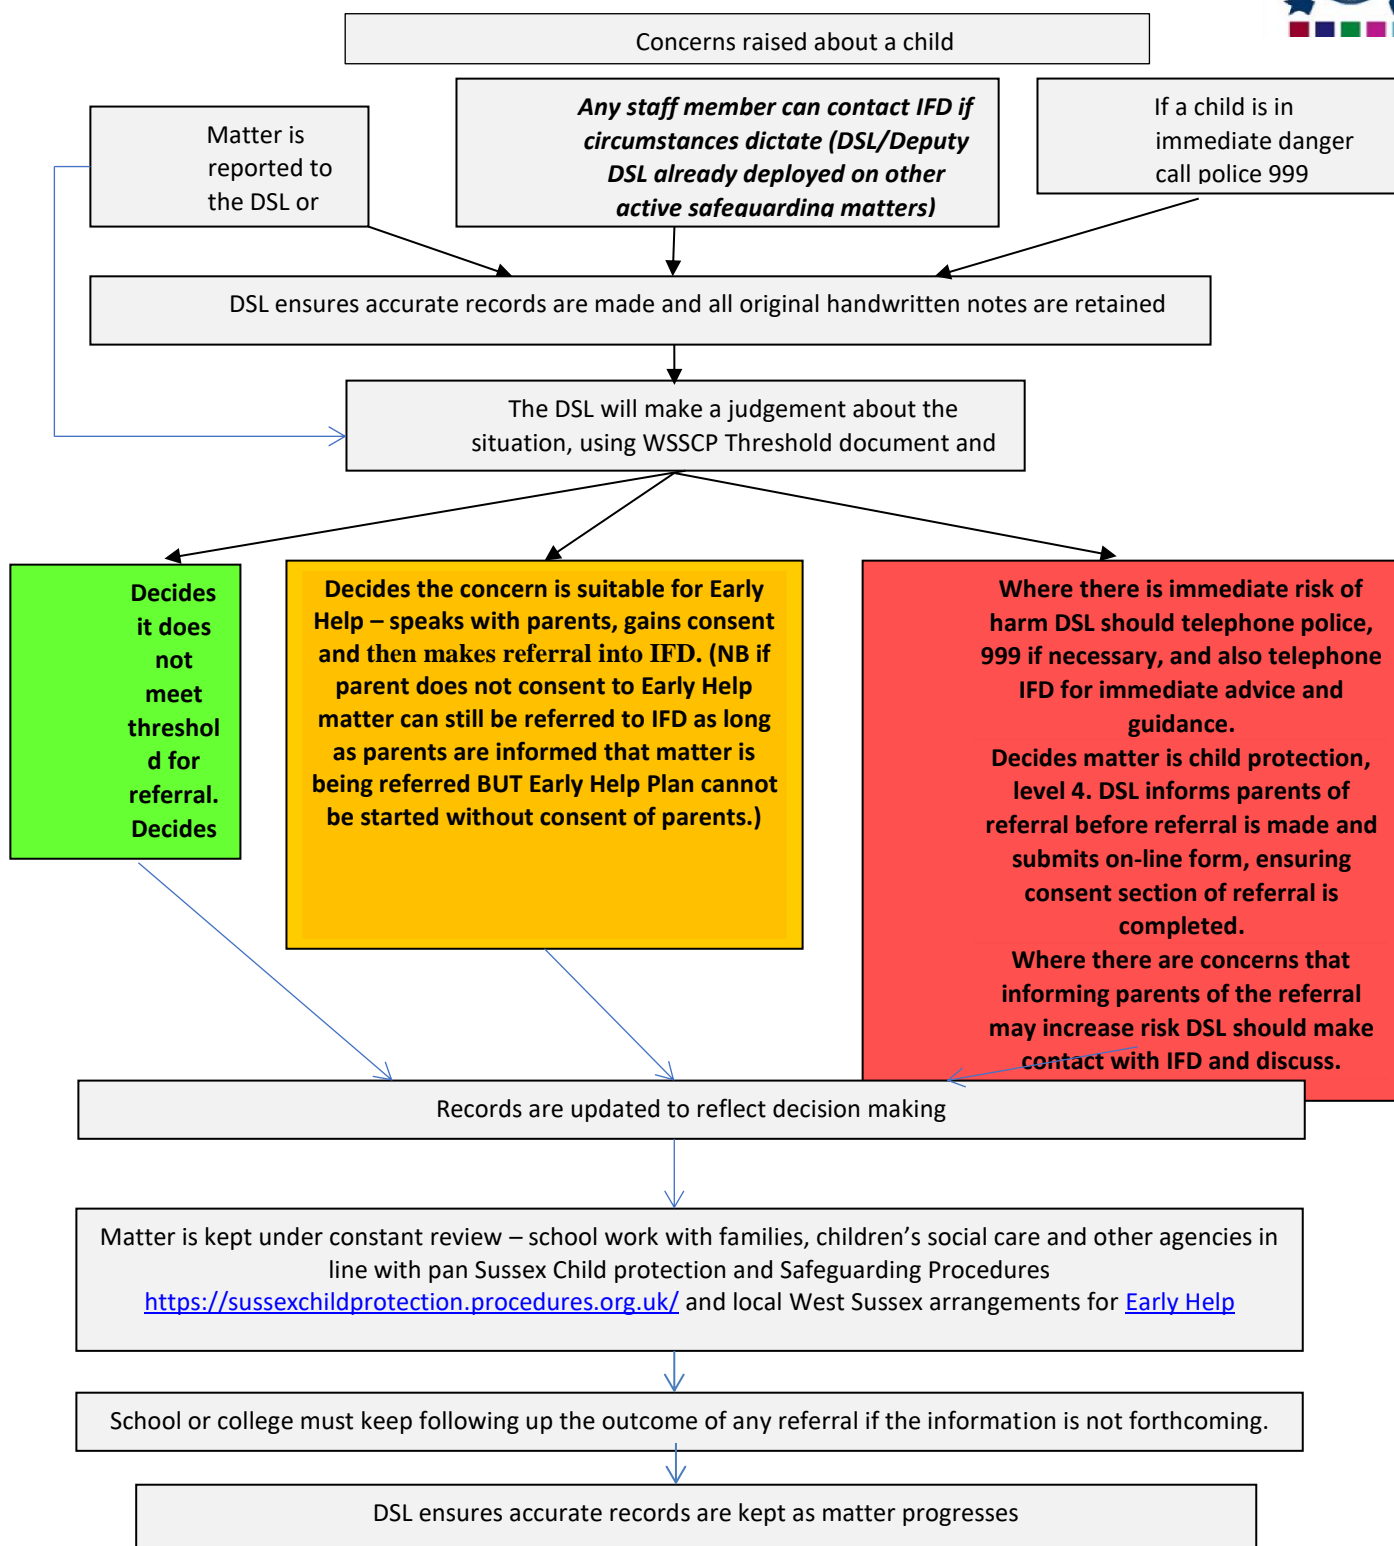 Concerns raised about a child
Matter is
reported to
the DSL or
Any staff member can contact IFD if
circumstances dictate (DSL/Deputy
DSL already deployed on other
active safeguarding matters)
If a child is in
immediate danger
call police 999
DSL ensures accurate records are made and all original handwritten notes are retained
The DSL will make a judgement about the
situation, using WSSCP Threshold document and
Decides
it does
not
meet
threshol
d for
referral.
Decides
Decides the concern is suitable for Early
Help – speaks with parents, gains consent
and then makes referral into IFD. (NB if
parent does not consent to Early Help
matter can still be referred to IFD as long
as parents are informed that matter is
being referred BUT Early Help Plan cannot
be started without consent of parents.)
Where there is immediate risk of
harm DSL should telephone police,
999 if necessary, and also telephone
IFD for immediate advice and
guidance.
Decides matter is child protection,
level 4. DSL informs parents of
referral before referral is made and
submits on-line form, ensuring
consent section of referral is
completed.
Where there are concerns that
informing parents of the referral
may increase risk DSL should make
contact with IFD and discuss.
Records are updated to reflect decision making
Matter is kept under constant review – school work with families, children’s social care and other agencies in
line with pan Sussex Child protection and Safeguarding Procedures
https://sussexchildprotection.procedures.org.uk/ and local West Sussex arrangements for Early Help
School or college must keep following up the outcome of any referral if the information is not forthcoming.
DSL ensures accurate records are kept as matter progresses